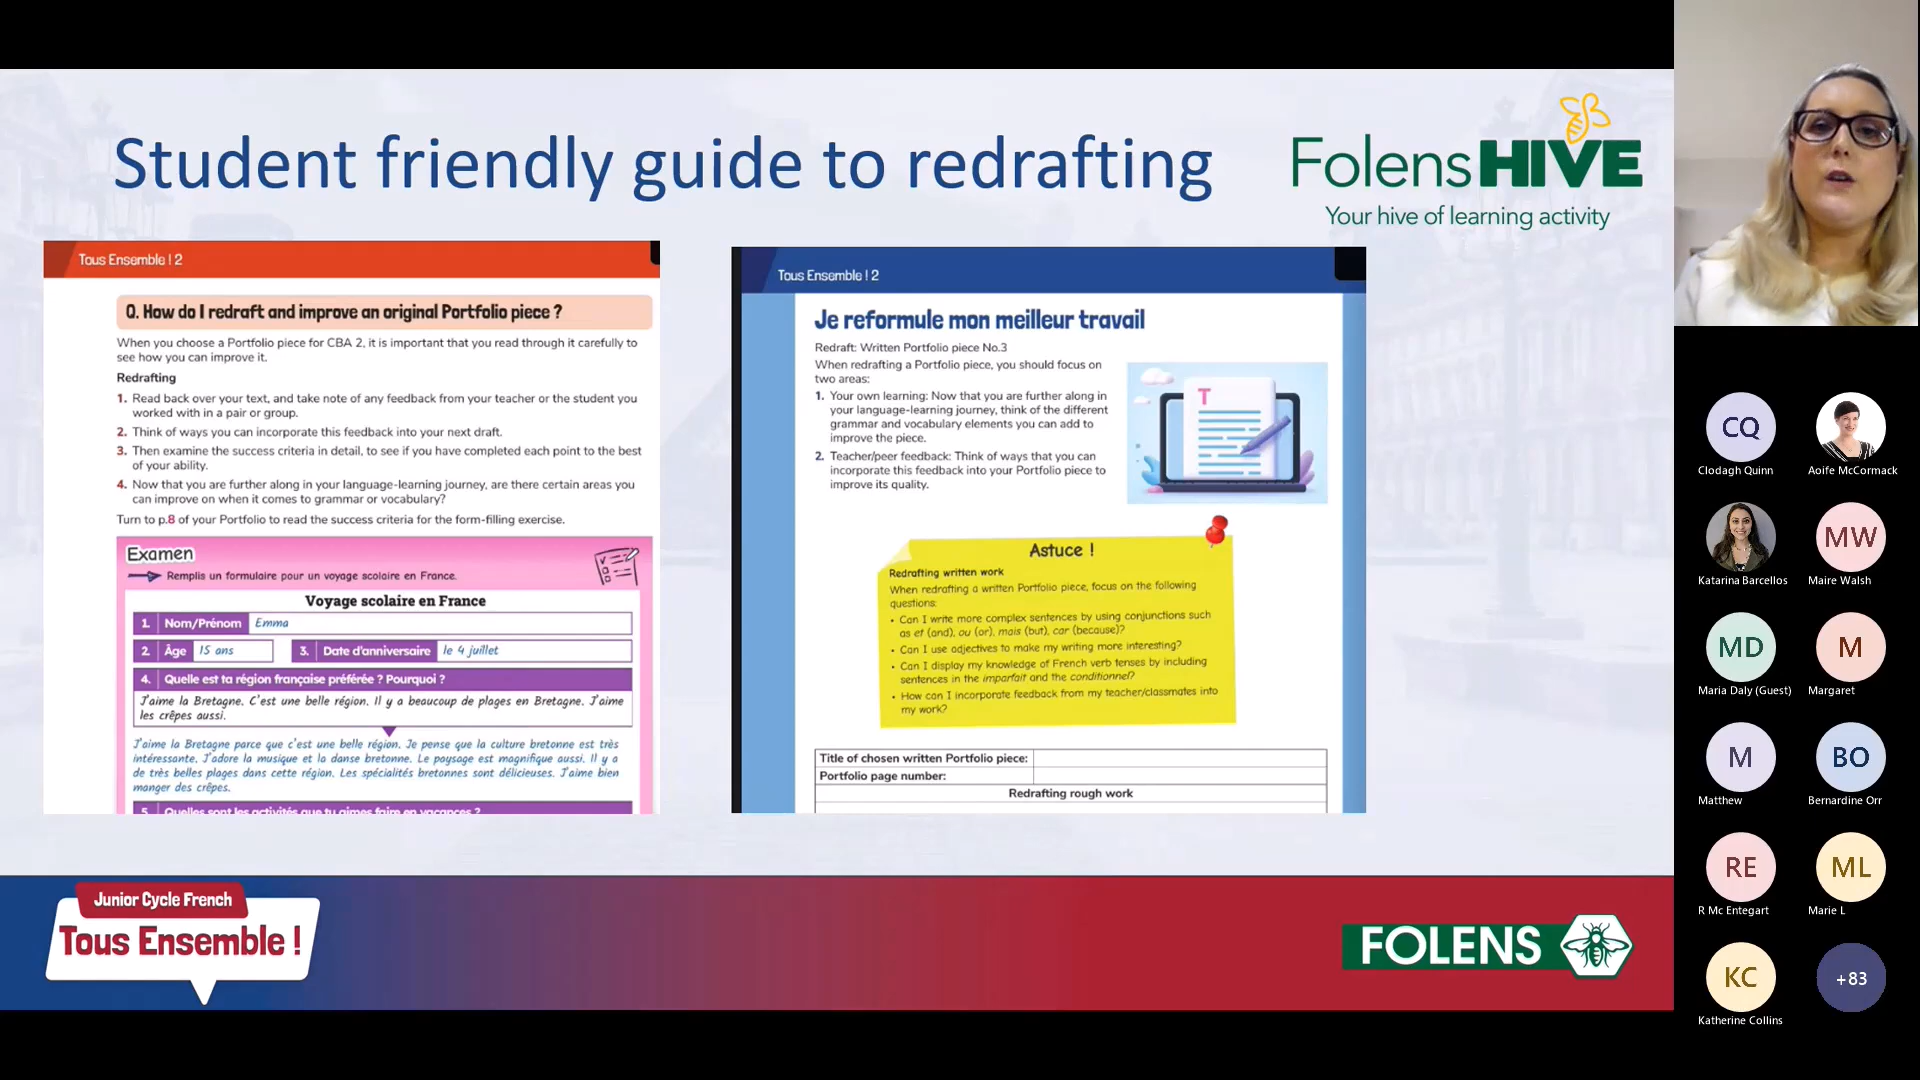 Student friendly guide to redrafting
Folens HIVE
Your hive of learning activity
Tous Ensemble ! 2
Q. How do I redraft and improve an original Portfolio piece ?
When you choose a Portfolio piece for CBA 2, it is important that you read through it carefully to
see how you can improve it.
Redrafting
1. Read back over your text, and take note of any feedback from your teacher or the student you
worked with in a pair or group.
2. Think of ways you can incorporate this feedback into your next draft.
3. Then examine the success criteria in detail, to see if you have completed each point to the best
of your ability.
4. Now that you are further along in your language-learning journey, are there certain areas you
can improve on when it comes to grammar or vocabulary?
Turn to p.8 of your Portfolio to read the success criteria for the form-filling exercise.
Examen
Remplis un formulaire pour un voyage scolaire en France.
Voyage scolaire en France
1. Nom/Prénom Emma
2. Âge 15 ans 3. Date d'anniversaire le 4 juillet
4. Quelle est ta région française préférée ? Pourquoi ?
J'aime la Bretagne. C'est une belle région. Il y a beaucoup de plages en Bretagne. J'aime
les crêpes aussi.
J'aime la Bretagne parce que c'est une belle région. Je pense que la culture bretonne est très
intéressante. J'adore la musique et la danse bretonne. Le paysage est magnifique aussi. Il y a
de très belles plages dans cette région. Les spécialités bretonnes sont délicieuses. J'aime bien
manger des crêpes.
5. Quelles sont les activités que tu aimes faire en vacances ?
Tous Ensemble ! 2
Je reformule mon meilleur travail
Redraft: Written Portfolio piece No.3
When redrafting a Portfolio piece, you should focus on
two areas:
1. Your own learning: Now that you are further along in
your language-learning journey, think of the different
grammar and vocabulary elements you can add to
improve the piece.
2. Teacher/peer feedback: Think of ways that you can
incorporate this feedback into your Portfolio piece to
improve its quality.
T
Astuce !
Redrafting written work
When redrafting a written Portfolio piece, focus on the following
questions:
• Can I write more complex sentences by using conjunctions such
as et (and), ou (or), mais (but), car (because)?
• Can I use adjectives to make my writing more interesting?
• Can I display my knowledge of French verb tenses by including
sentences in the imparfait and the conditionnel?
• How can I incorporate feedback from my teacher/classmates into
my work?
Title of chosen written Portfolio piece:
Portfolio page number:
Redrafting rough work
Junior Cycle French
Tous Ensemble !
FOLENS
CQ
Clodagh Quinn
Aoife McCormack
Katarina Barcellos
MW
Maire Walsh
MD
Maria Daly (Guest)
M
Margaret
M
Matthew
BO
Bernardine Orr
RE
R Mc Entegart
ML
Marie L
KC
Katherine Collins
+83